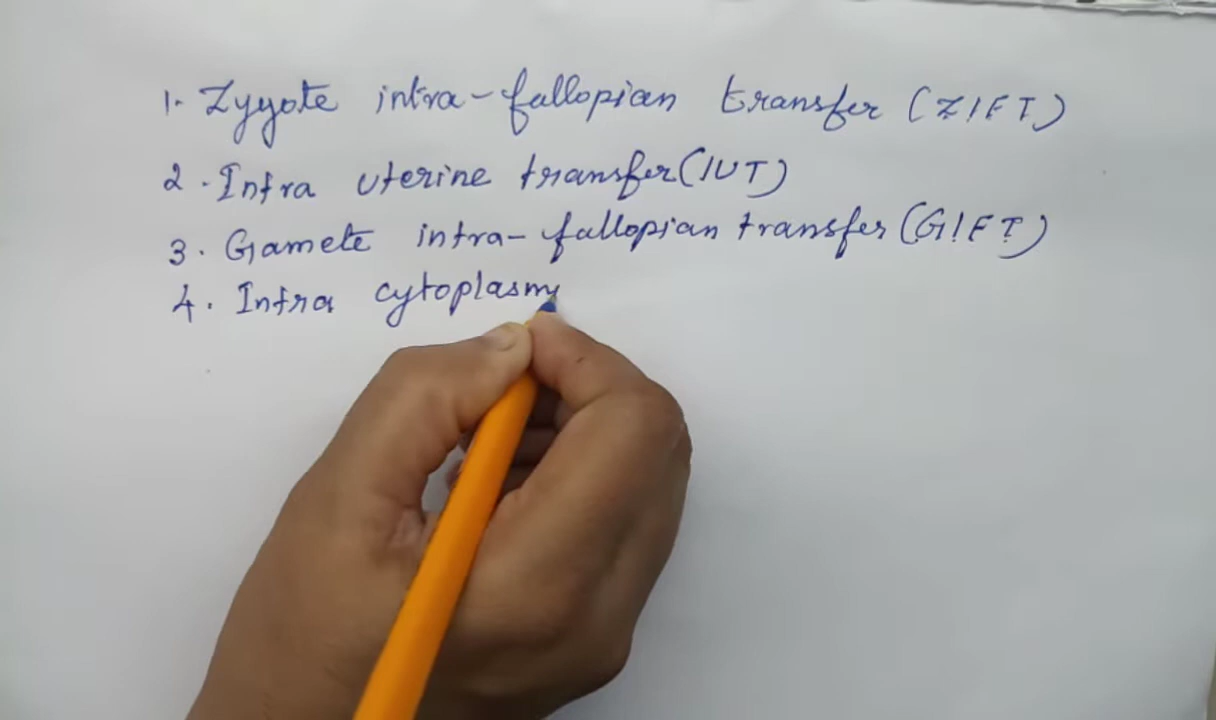 1. Zygote intra-fallopian transfer (ZIFT)
2. Intra uterine transfer (IUT)
3. Gamete intra-fallopian transfer (GIFT)
4. Intra cytoplasm